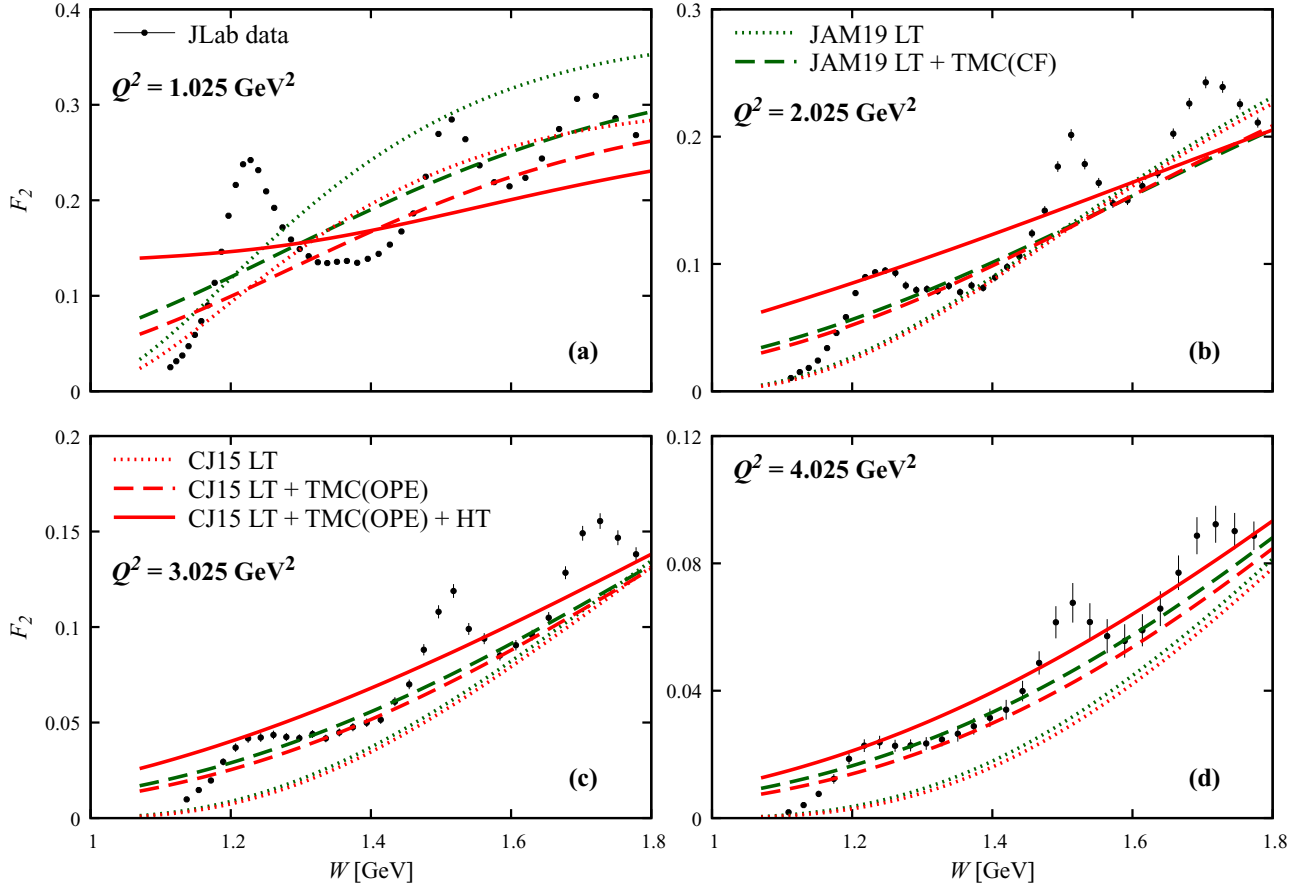 0.4
0.3
0.2
0.1
0
F2
JLab data
Q2 = 1.025 GeV2
(a)
0.3
0.2
0.1
0
JAM19 LT
JAM19 LT + TMC(CF)
Q2 = 2.025 GeV2
(b)
0.2
0.15
0.1
0.05
0
F2
CJ15 LT
CJ15 LT + TMC(OPE)
CJ15 LT + TMC(OPE) + HT
Q2 = 3.025 GeV2
(c)
1 1.2 1.4 1.6 1.8
W [GeV]
0.12
0.08
0.04
0
Q2 = 4.025 GeV2
(d)
1 1.2 1.4 1.6 1.8
W [GeV]